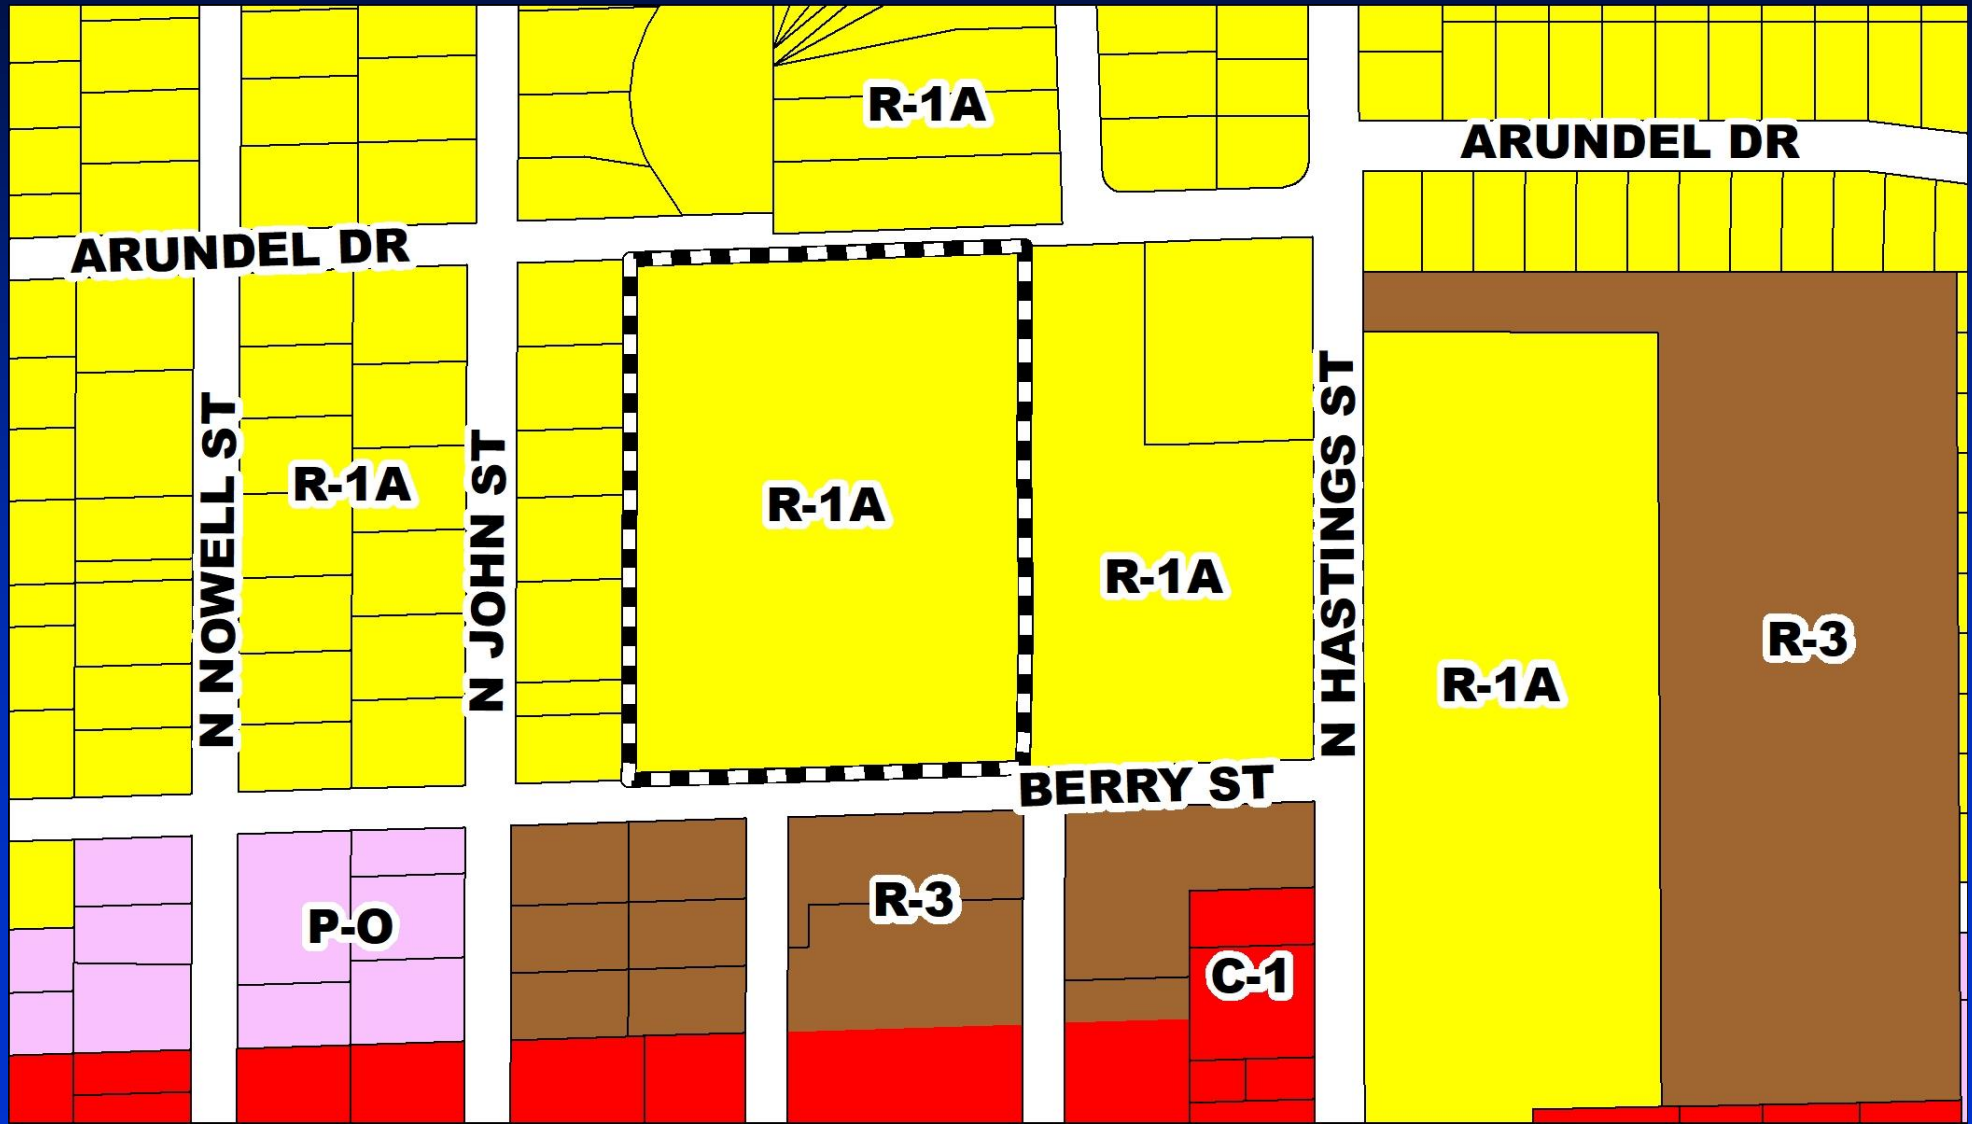 R-1A
ARUNDEL DR
ARUNDEL DR
N NOWELL ST
R-1A
N JOHN ST
R-1A
R-1A
N HASTINGS ST
R-1A
R-3
BERRY ST
P-O
R-3
C-1